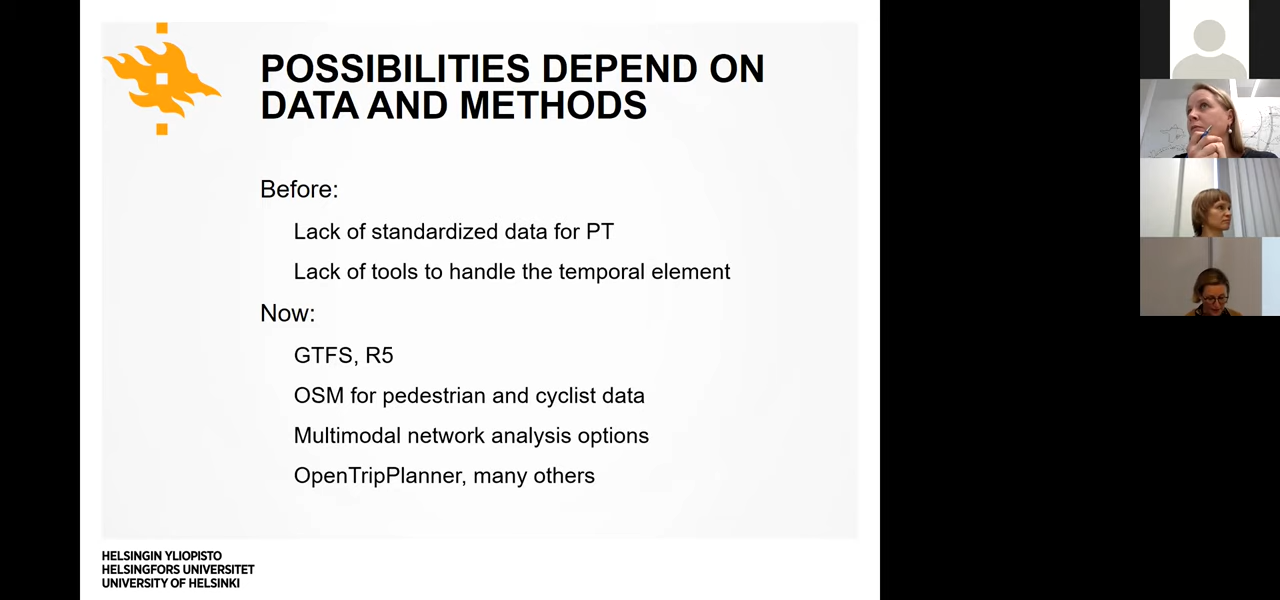 POSSIBILITIES DEPEND ON
DATA AND METHODS
Before:
Lack of standardized data for PT
Lack of tools to handle the temporal element
Now:
GTFS, R5
OSM for pedestrian and cyclist data
Multimodal network analysis options
OpenTripPlanner, many others
HELSINGIN YLIOPISTO
HELSINGFORS UNIVERSITET
UNIVERSITY OF HELSINKI